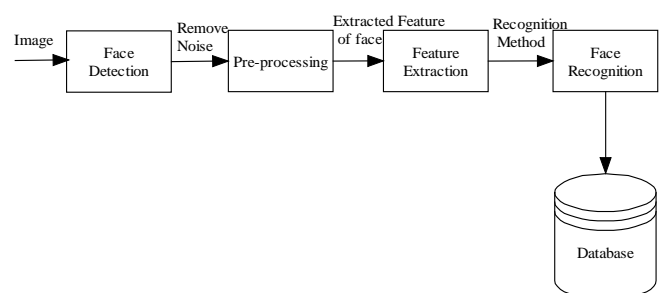 Image
Face
Detection
Remove
Noise
Pre-processing
Extracted Feature
of face
Feature
Extraction
Recognition
Method
Face
Recognition
Database